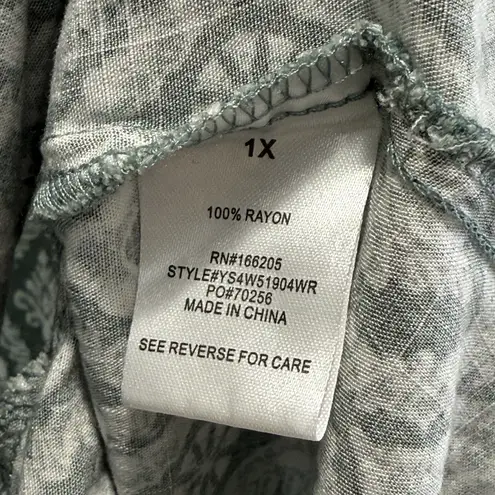 1X
100% RAYON
RN#166205
STYLE#YS4W51904WR
PO#70256
MADE IN CHINA
SEE REVERSE FOR CARE